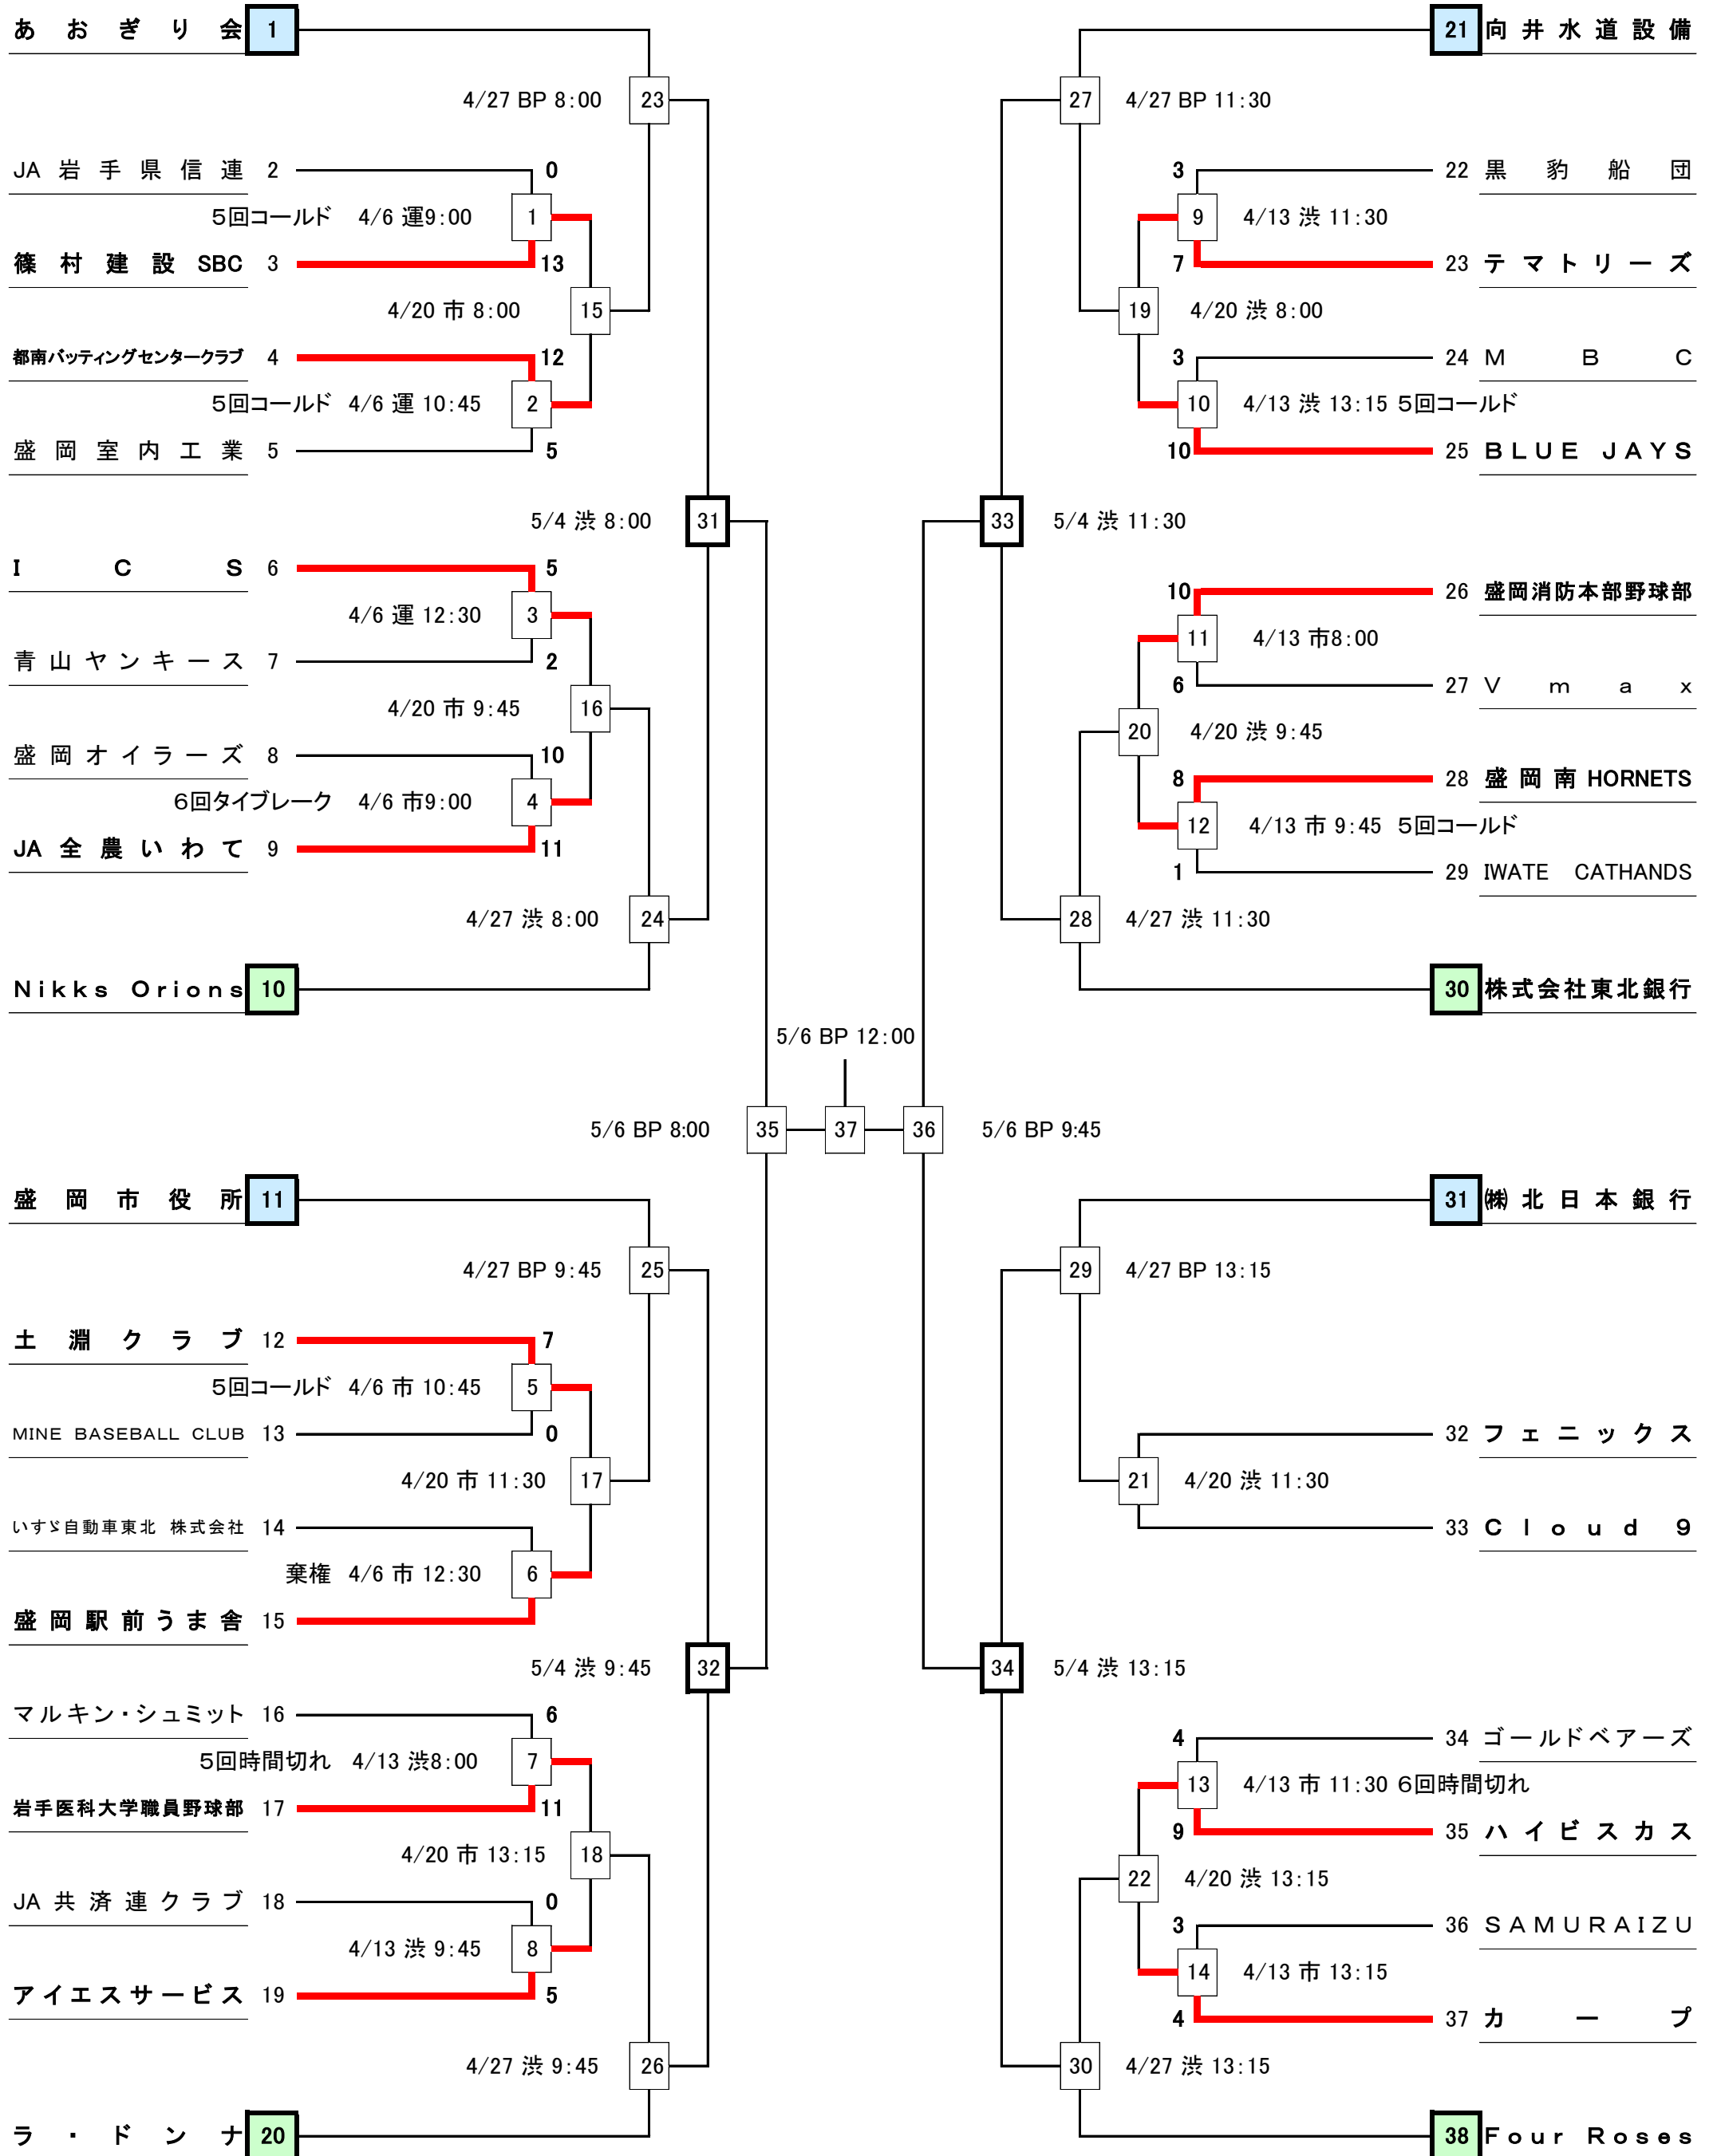 あおぎり会 1
4/27 BP 8:00 23
JA岩手県信連 2 0
5回コールド 4/6 運9:00 1
篠村建設SBC 3 13
4/20 市 8:00 15
都南バッティングセンタークラブ 4 12
5回コールド 4/6 運 10:45 2
盛岡室内工業 5 5
5/4 渋 8:00 31
ICS 6 5
4/6 運 12:30 3
青山ヤンキース 7 2
4/20 市 9:45 16
盛岡オイラーズ 8 10
6回タイブレーク 4/6 市9:00 4
JA全農いわて 9 11
4/27 渋 8:00 24
Nikks Orions 10
盛岡市役所 11
4/27 BP 9:45 25
土淵クラブ 12 7
5回コールド 4/6 市 10:45 5
MINE BASEBALL CLUB 13 0
4/20 市 11:30 17
いすゞ自動車東北 株式会社 14
棄権 4/6 市 12:30 6
盛岡駅前うま舎 15
5/4 渋 9:45 32
マルキン・シュミット 16 6
5回時間切れ 4/13 渋8:00 7
岩手医科大学職員野球部 17 11
4/20 市 13:15 18
JA共済連クラブ 18 0
4/13 渋 9:45 8
アイエスサービス 19 5
4/27 渋 9:45 26
ラ・ドンナ 20
5/6 BP 12:00
5/6 BP 8:00 35 37 36 5/6 BP 9:45
21 向井水道設備
27 4/27 BP 11:30
3 22 黒豹船団
9 4/13 渋 11:30
7 23 テマトリーズ
19 4/20 渋 8:00
3 24 MBC
10 4/13 渋 13:15 5回コールド
10 25 BLUE JAYS
33 5/4 渋 11:30
10 26 盛岡消防本部野球部
11 4/13 市8:00
6 27 Vmax
20 4/20 渋 9:45
8 28 盛岡南HORNETS
12 4/13 市 9:45 5回コールド
1 29 IWATE CATHANDS
28 4/27 渋 11:30
30 株式会社東北銀行
31 ㈱北日本銀行
29 4/27 BP 13:15
32 フェニックス
21 4/20 渋 11:30
33 Cloud 9
34 5/4 渋 13:15
4 34 ゴールドベアーズ
13 4/13 市 11:30 6回時間切れ
9 35 ハイビスカス
22 4/20 渋 13:15
3 36 SAMURAIZU
14 4/13 市 13:15
4 37 カープ
30 4/27 渋 13:15
38 Four Roses